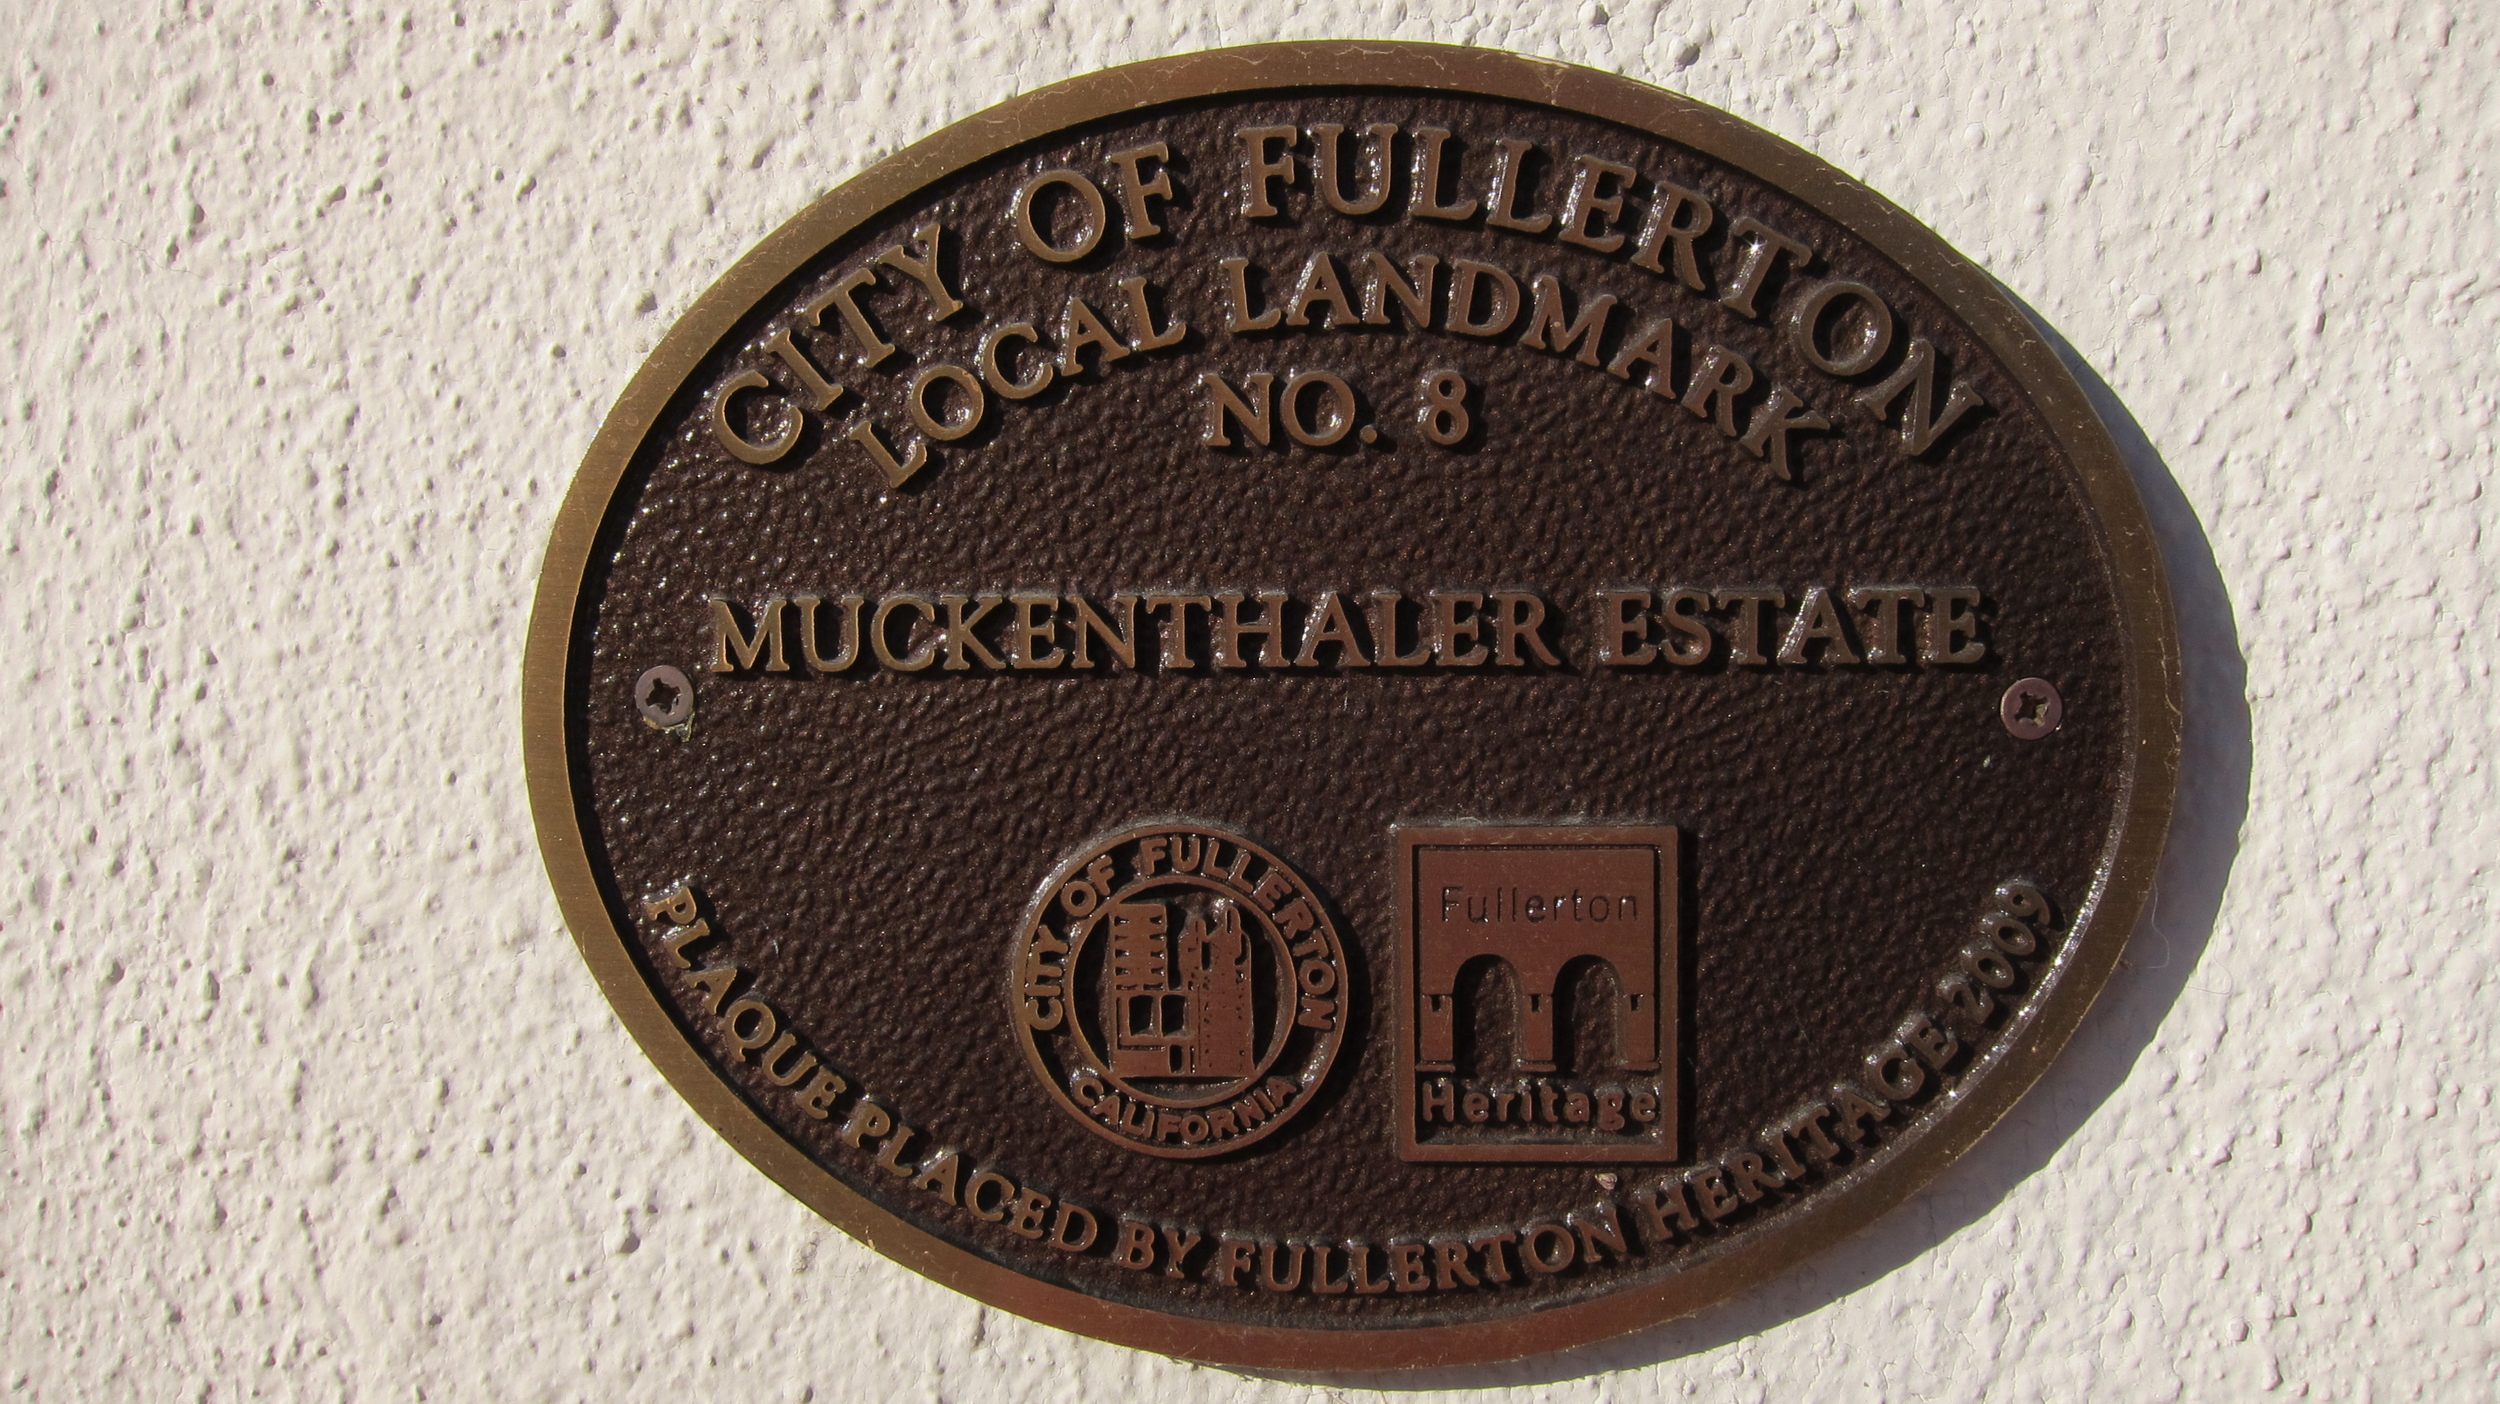 CITY OF FULLERTON
LOCAL LANDMARK
NO. 8
MUCKENTHALER ESTATE
CITY OF FULLERTON
CALIFORNIA
Fullerton
Heritage
PLAQUE PLACED BY FULLERTON HERITAGE 2009